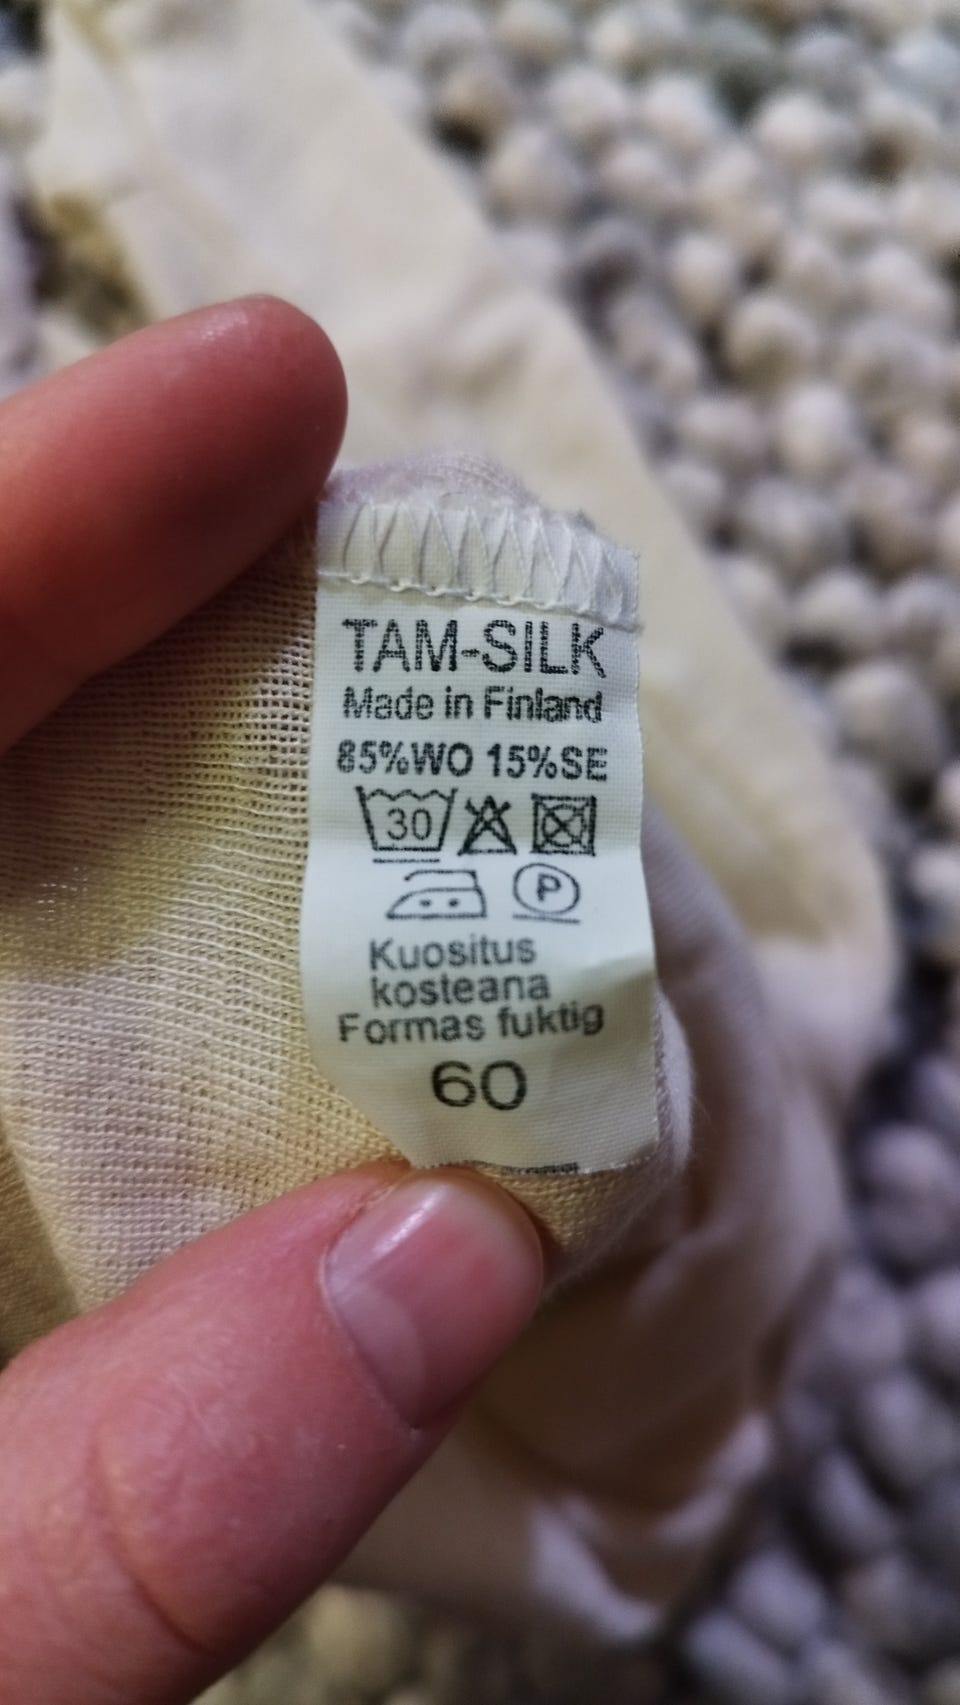 TAM-SILK
Made in Finland
85%WO 15%SE
30
P
Kuositus
kosteana
Formas fuktig
60